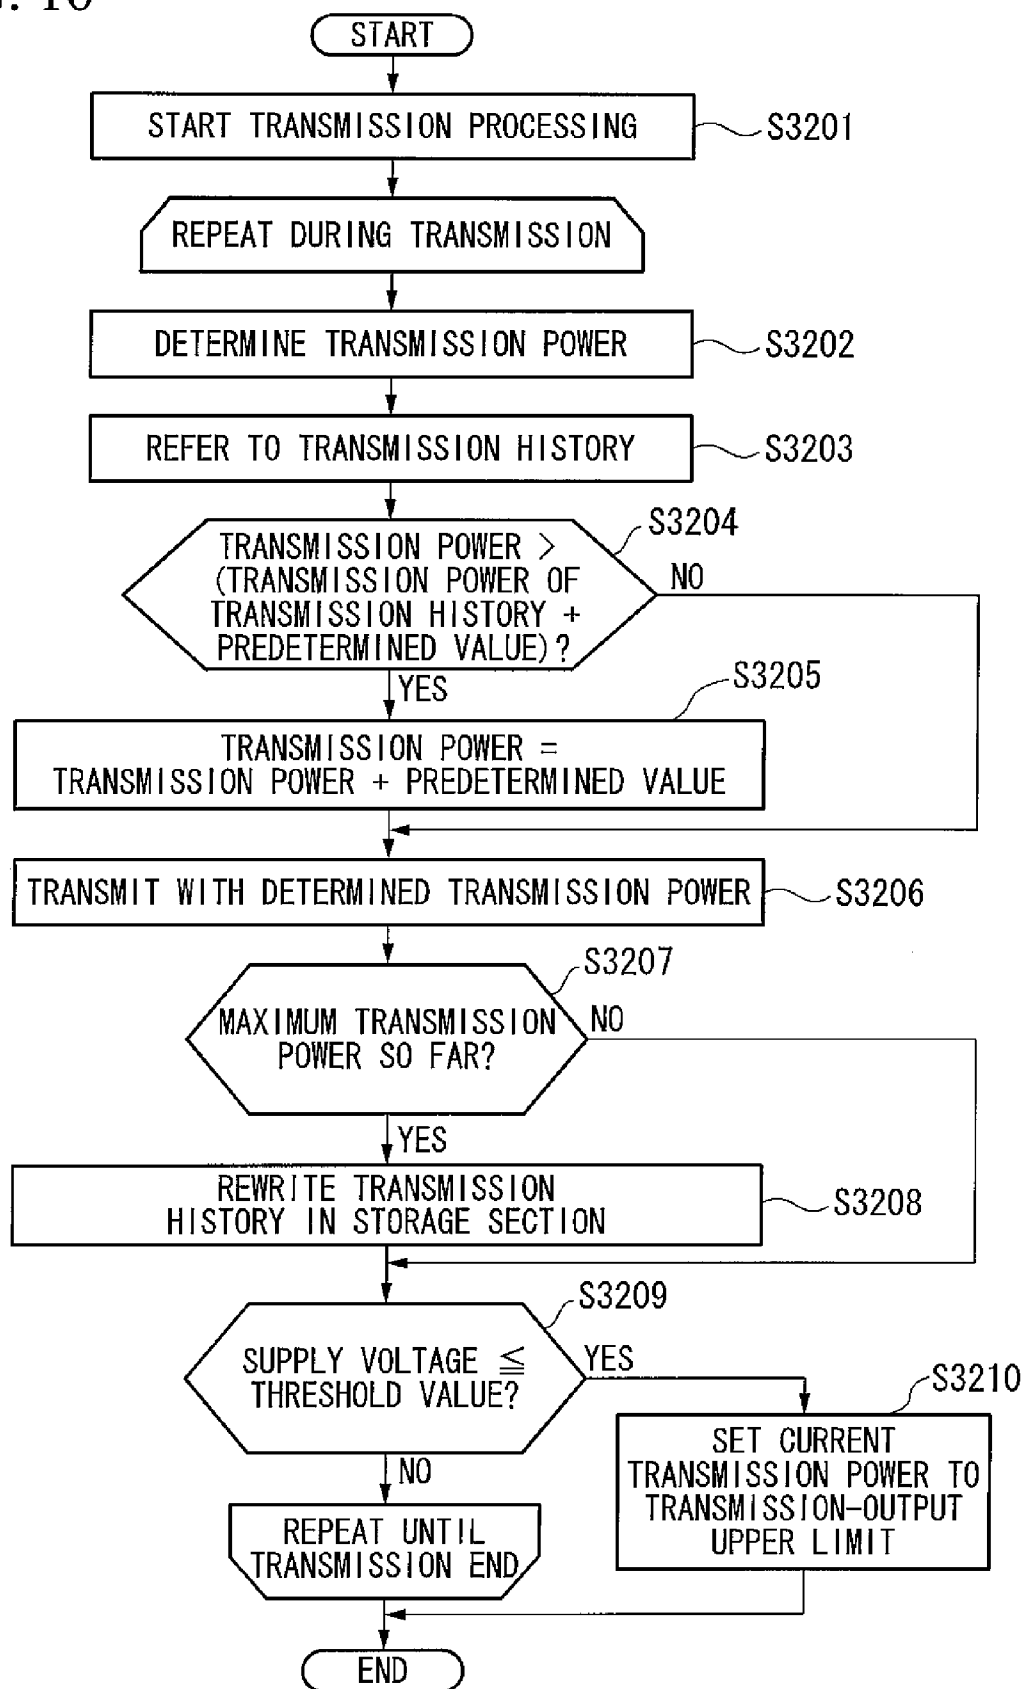 START
START TRANSMISSION PROCESSING
S3201
REPEAT DURING TRANSMISSION
DETERMINE TRANSMISSION POWER
S3202
REFER TO TRANSMISSION HISTORY
S3203
S3204
TRANSMISSION POWER >
(TRANSMISSION POWER OF
TRANSMISSION HISTORY +
PREDETERMINED VALUE)?
NO
YES
S3205
TRANSMISSION POWER =
TRANSMISSION POWER + PREDETERMINED VALUE
TRANSMIT WITH DETERMINED TRANSMISSION POWER
S3206
S3207
MAXIMUM TRANSMISSION
POWER SO FAR?
NO
YES
REWRITE TRANSMISSION
HISTORY IN STORAGE SECTION
S3208
S3209
SUPPLY VOLTAGE ≦
THRESHOLD VALUE?
YES
S3210
SET CURRENT
TRANSMISSION POWER TO
TRANSMISSION-OUTPUT
UPPER LIMIT
NO
REPEAT UNTIL
TRANSMISSION END
END